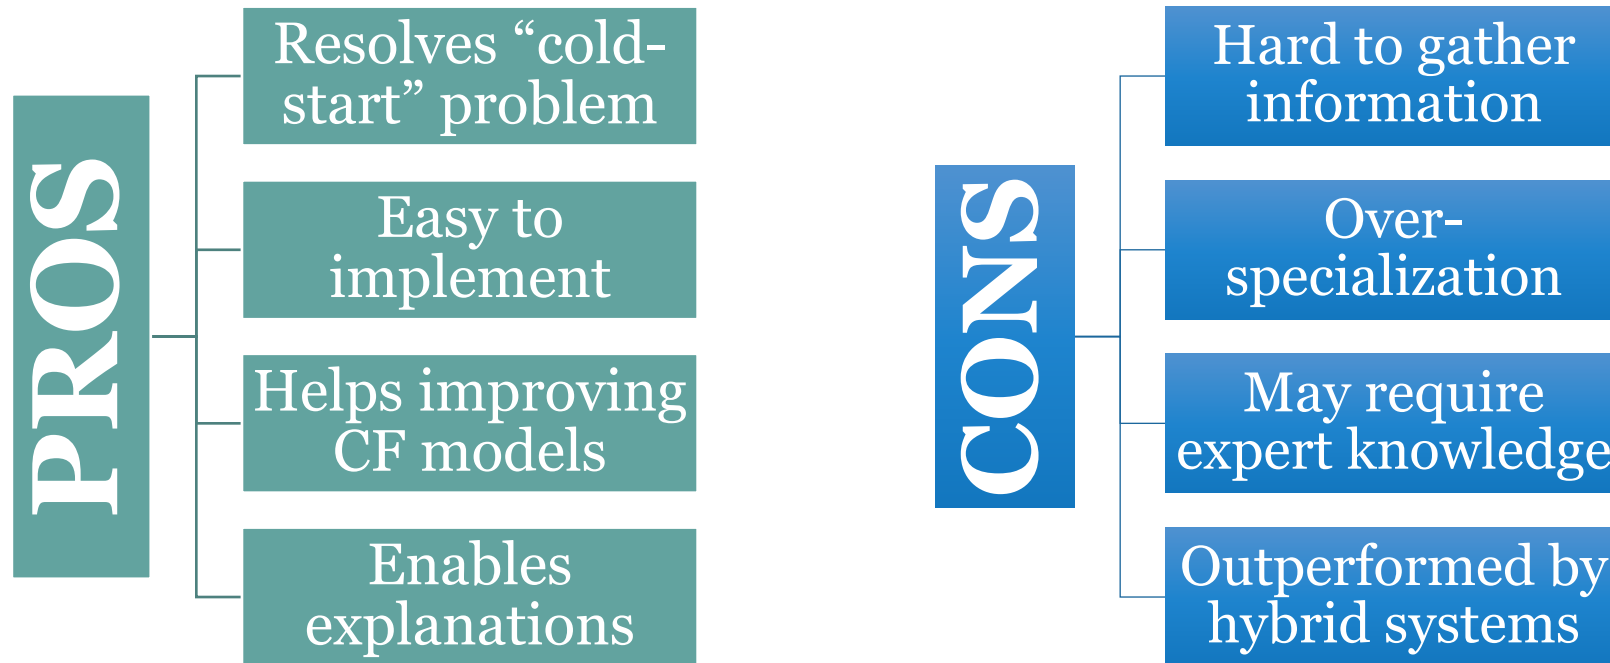 PROS
Resolves “cold-
start” problem
Easy to
implement
Helps improving
CF models
Enables
explanations
CONS
Hard to gather
information
Over-
specialization
May require
expert knowledge
Outperformed by
hybrid systems